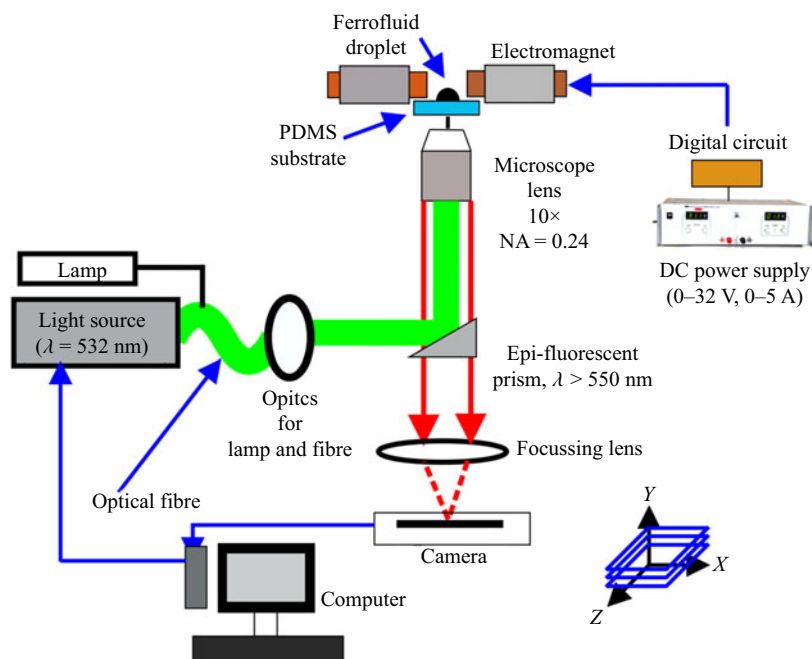 Ferrofluid
droplet
Electromagnet
PDMS
substrate
Digital circuit
Microscope
lens
10×
NA = 0.24
DC power supply
(0–32 V, 0–5 A)
Lamp
Light source
(λ = 532 nm)
Epi-fluorescent
prism, λ > 550 nm
Opitcs
for
lamp and fibre
Focussing lens
Optical fibre
Camera
Computer
Y
X
Z